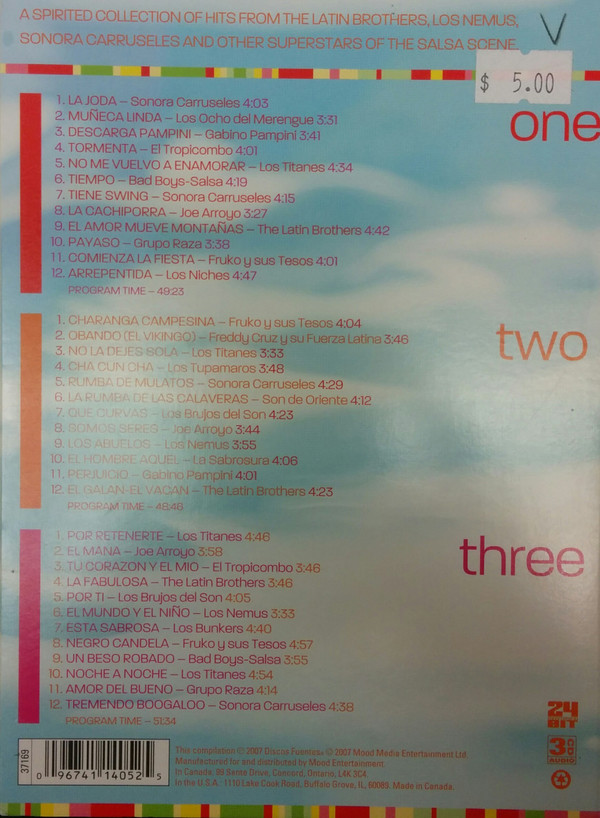 A SPIRITED COLLECTION OF HITS FROM THE LATIN BROTHERS, LOS NEMUS,
SONORA CARRUSELES AND OTHER SUPERSTARS OF THE SALSA SCENE.
V
$ 5.00
one
1. LA JODA – Sonora Carruseles 4:03
2. MUÑECA LINDA – Los Ocho del Merengue 3:31
3. DESCARGA PAMPINI – Gabino Pampini 3:41
4. TORMENTA – El Tropicombo 4:01
5. NO ME VUELVO A ENAMORAR – Los Titanes 4:34
6. TIEMPO – Bad Boys-Salsa 4:19
7. TIENE SWING – Sonora Carruseles 4:15
8. LA CACHIPORRA – Joe Arroyo 3:27
9. EL AMOR MUEVE MONTAÑAS – The Latin Brothers 4:42
10. PAYASO – Grupo Raza 3:38
11. COMIENZA LA FIESTA – Fruko y sus Tesos 4:01
12. ARREPENTIDA – Los Niches 4:47
PROGRAM TIME – 49:23
two
1. CHARANGA CAMPESINA – Fruko y sus Tesos 4:04
2. OBANDO (EL VIKINGO) – Freddy Cruz y su Fuerza Latina 3:46
3. NO LA DEJES SOLA – Los Titanes 3:33
4. CHA CUN CHA – Los Tupamaros 3:48
5. RUMBA DE MULATOS – Sonora Carruseles 4:29
6. LA RUMBA DE LAS CALAVERAS – Son de Oriente 4:12
7. QUE CURVAS – Los Brujos del Son 4:23
8. SOMOS SERES – Joe Arroyo 3:44
9. LOS ABUELOS – Los Nemus 3:55
10. EL HOMBRE AQUEL – La Sabrosura 4:06
11. PERJUICIO – Gabino Pampini 4:01
12. EL GALAN-EL VACAN – The Latin Brothers 4:23
PROGRAM TIME – 48:48
three
1. POR RETENERTE – Los Titanes 4:46
2. EL MANA – Joe Arroyo 3:58
3. TU CORAZON Y EL MIO – El Tropicombo 3:46
4. LA FABULOSA – The Latin Brothers 3:46
5. POR TI – Los Brujos del Son 4:05
6. EL MUNDO Y EL NIÑO – Los Nemus 3:33
7. ESTA SABROSA – Los Bunkers 4:40
8. NEGRO CANDELA – Fruko y sus Tesos 4:57
9. UN BESO ROBADO – Bad Boys-Salsa 3:55
10. NOCHE A NOCHE – Los Titanes 4:54
11. AMOR DEL BUENO – Grupo Raza 4:14
12. TREMENDO BOOGALOO – Sonora Carruseles 4:38
PROGRAM TIME – 51:34
24
BIT
3 CD
AUDIO
37169
0 96741 14052 5
This compilation © 2007 Discos Fuentes. © 2007 Mood Media Entertainment Ltd.
Manufactured for and distributed by Mood Entertainment.
In Canada: 99 Sante Drive, Concord, Ontario, L4K 3C4.
In the U.S.A.: 1110 Lake Cook Road, Buffalo Grove, IL, 60089. Made in Canada.